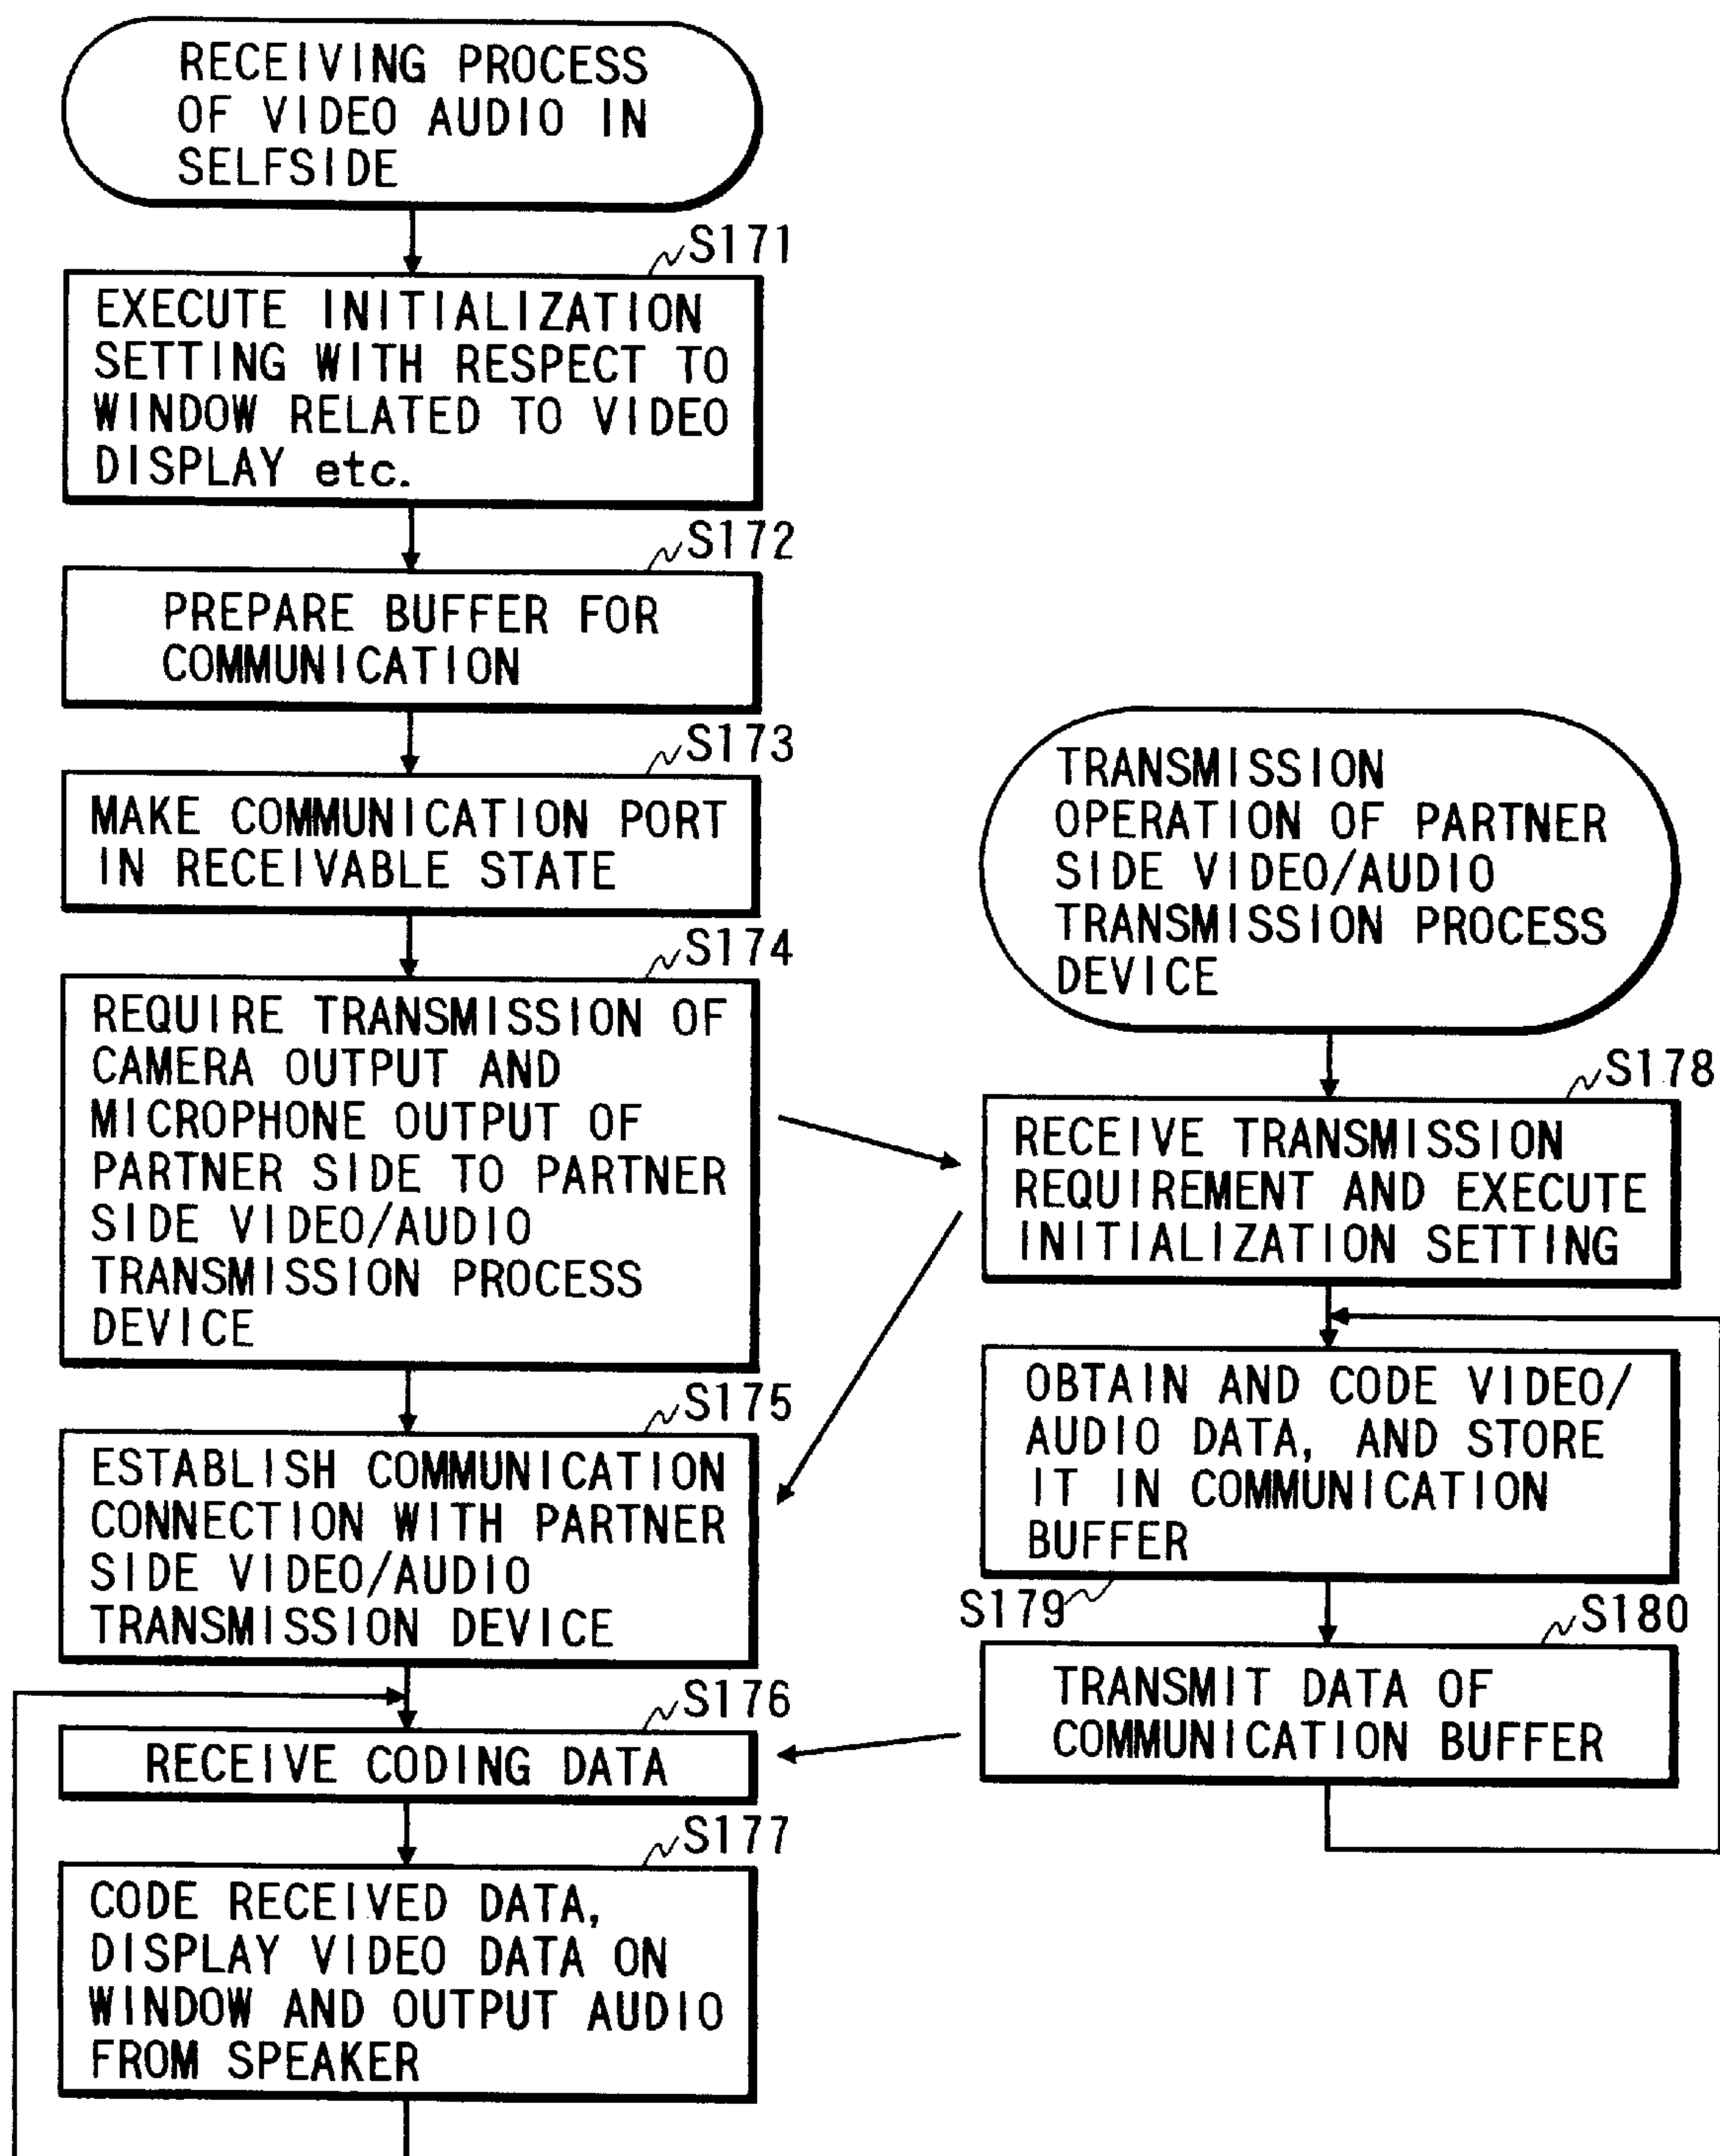 RECEIVING PROCESS
OF VIDEO AUDIO IN
SELFSIDE
S171
EXECUTE INITIALIZATION
SETTING WITH RESPECT TO
WINDOW RELATED TO VIDEO
DISPLAY etc.
S172
PREPARE BUFFER FOR
COMMUNICATION
S173
MAKE COMMUNICATION PORT
IN RECEIVABLE STATE
S174
REQUIRE TRANSMISSION OF
CAMERA OUTPUT AND
MICROPHONE OUTPUT OF
PARTNER SIDE TO PARTNER
SIDE VIDEO/AUDIO
TRANSMISSION PROCESS
DEVICE
S175
ESTABLISH COMMUNICATION
CONNECTION WITH PARTNER
SIDE VIDEO/AUDIO
TRANSMISSION DEVICE
S176
RECEIVE CODING DATA
S177
CODE RECEIVED DATA,
DISPLAY VIDEO DATA ON
WINDOW AND OUTPUT AUDIO
FROM SPEAKER
TRANSMISSION
OPERATION OF PARTNER
SIDE VIDEO/AUDIO
TRANSMISSION PROCESS
DEVICE
S178
RECEIVE TRANSMISSION
REQUIREMENT AND EXECUTE
INITIALIZATION SETTING
OBTAIN AND CODE VIDEO/
AUDIO DATA, AND STORE
IT IN COMMUNICATION
BUFFER
S179
S180
TRANSMIT DATA OF
COMMUNICATION BUFFER